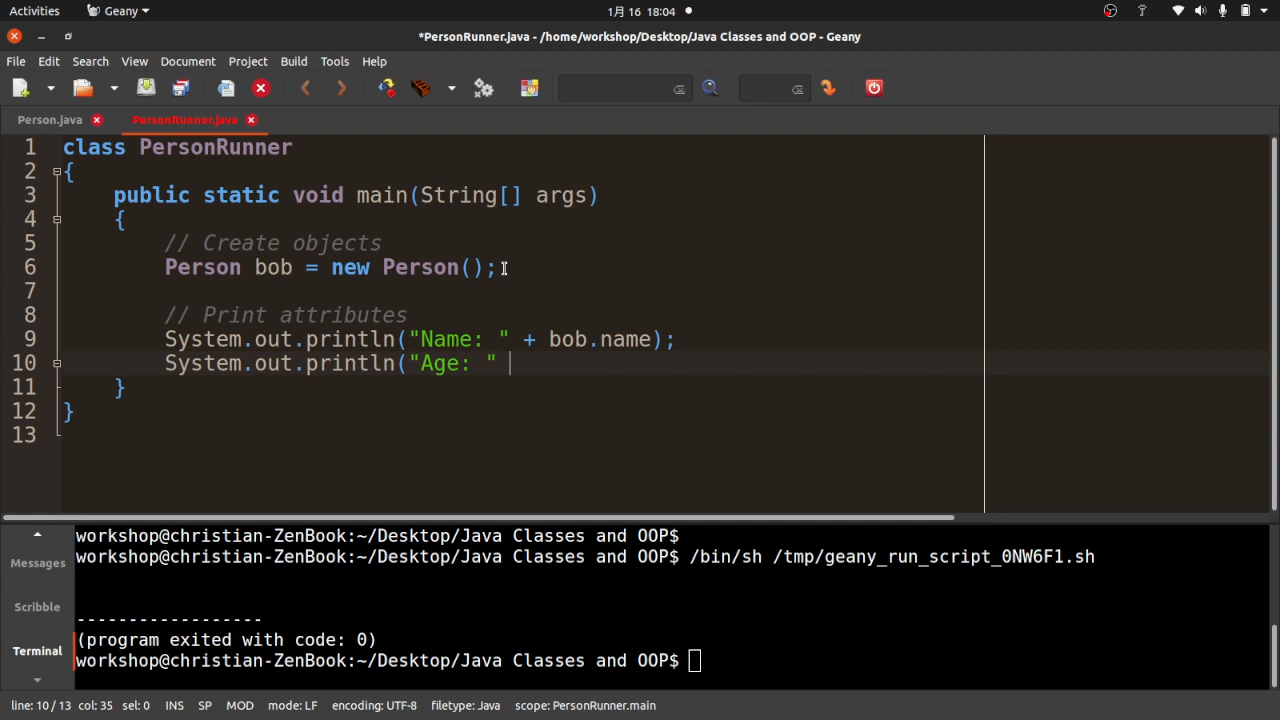 Activities Geany 1月 16 18:04
*PersonRunner.java - /home/workshop/Desktop/Java Classes and OOP - Geany
File Edit Search View Document Project Build Tools Help
Person.java PersonRunner.java
1 class PersonRunner
2 {
3 public static void main(String[] args)
4 {
5 // Create objects
6 Person bob = new Person();
7
8 // Print attributes
9 System.out.println("Name: " + bob.name);
10 System.out.println("Age: "
11 }
12 }
13
Messages
Scribble
Terminal
workshop@christian-ZenBook:~/Desktop/Java Classes and OOP$
workshop@christian-ZenBook:~/Desktop/Java Classes and OOP$ /bin/sh /tmp/geany_run_script_0NW6F1.sh
------------------
(program exited with code: 0)
workshop@christian-ZenBook:~/Desktop/Java Classes and OOP$
line: 10 / 13 col: 35 sel: 0 INS SP MOD mode: LF encoding: UTF-8 filetype: Java scope: PersonRunner.main